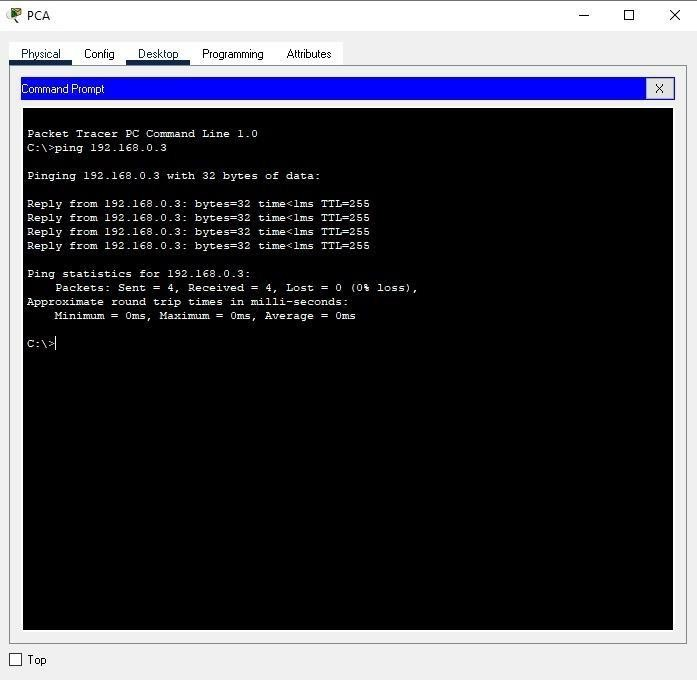 PCA
Physical Config Desktop Programming Attributes
Command Prompt
X
Packet Tracer PC Command Line 1.0
C:\>ping 192.168.0.3
Pinging 192.168.0.3 with 32 bytes of data:
Reply from 192.168.0.3: bytes=32 time<1ms TTL=255
Reply from 192.168.0.3: bytes=32 time<1ms TTL=255
Reply from 192.168.0.3: bytes=32 time<1ms TTL=255
Reply from 192.168.0.3: bytes=32 time<1ms TTL=255
Ping statistics for 192.168.0.3:
Packets: Sent = 4, Received = 4, Lost = 0 (0% loss),
Approximate round trip times in milli-seconds:
Minimum = 0ms, Maximum = 0ms, Average = 0ms
C:\>
Top